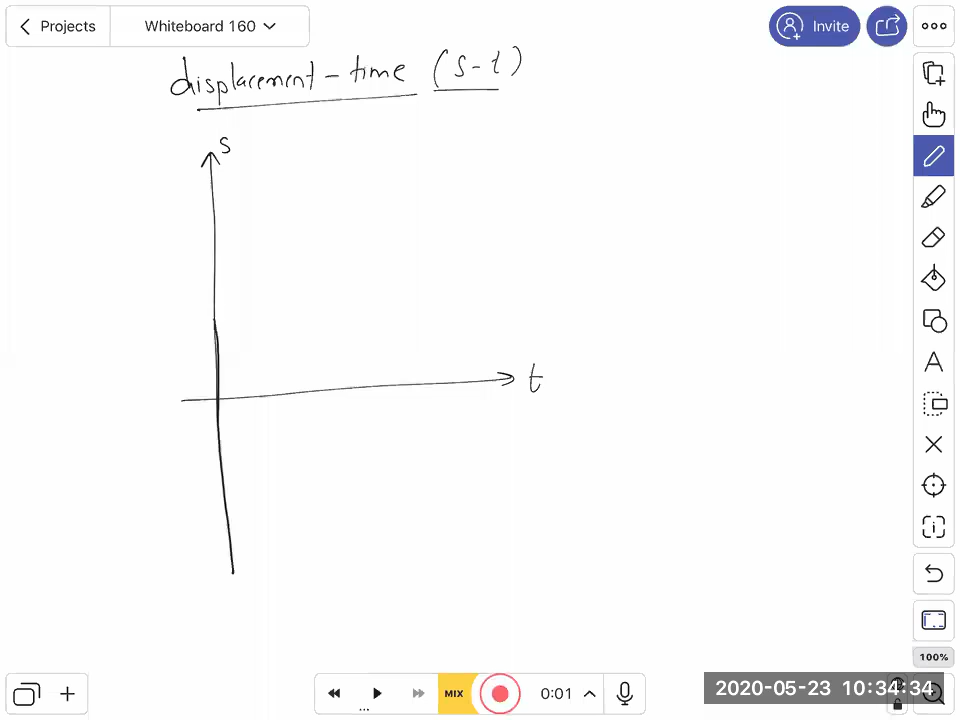 Projects
Whiteboard 160
Invite
displacement - time (s-t)
s
t
A
100%
MIX
0:01
2020-05-23 10:34:34